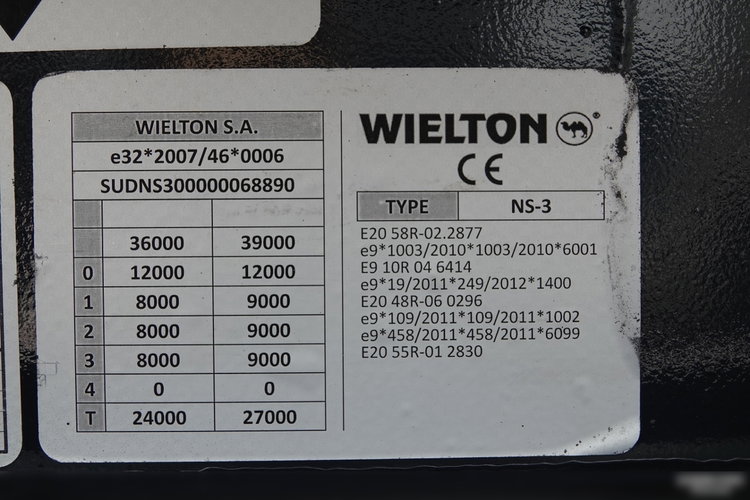 WIELTON S.A.
e32*2007/46*0006
SUDNS300000068890
36000 39000
0 12000 12000
1 8000 9000
2 8000 9000
3 8000 9000
4 0 0
T 24000 27000
WIELTON ®
CE
TYPE NS-3
E20 58R-02.2877
e9*1003/2010*1003/2010*6001
E9 10R 04 6414
e9*19/2011*249/2012*1400
E20 48R-06 0296
e9*109/2011*109/2011*1002
e9*458/2011*458/2011*6099
E20 55R-01 2830